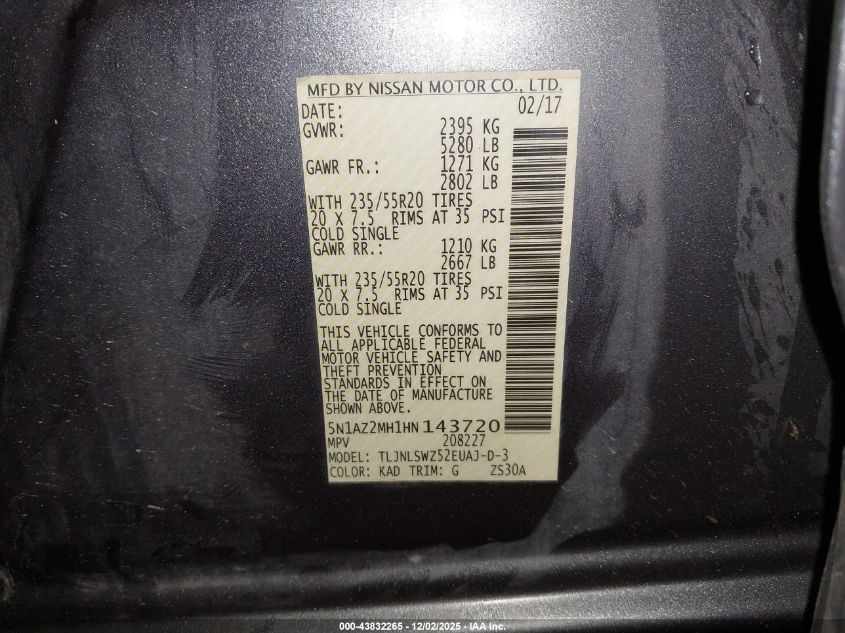 MFD BY NISSAN MOTOR CO., LTD.
DATE: 02/17
GVWR: 2395 KG
5280 LB
GAWR FR.: 1271 KG
2802 LB
WITH 235/55R20 TIRES
20 X 7.5 RIMS AT 35 PSI
COLD SINGLE
GAWR RR.: 1210 KG
2667 LB
WITH 235/55R20 TIRES
20 X 7.5 RIMS AT 35 PSI
COLD SINGLE
THIS VEHICLE CONFORMS TO
ALL APPLICABLE FEDERAL
MOTOR VEHICLE SAFETY AND
THEFT PREVENTION
STANDARDS IN EFFECT ON
THE DATE OF MANUFACTURE
SHOWN ABOVE.
5N1AZ2MH1HN143720
MPV 208227
MODEL: TLJNLSWZ52EUAJ-D-3
COLOR: KAD TRIM: G ZS30A
000-43832265 - 12/02/2025 - IAA Inc.